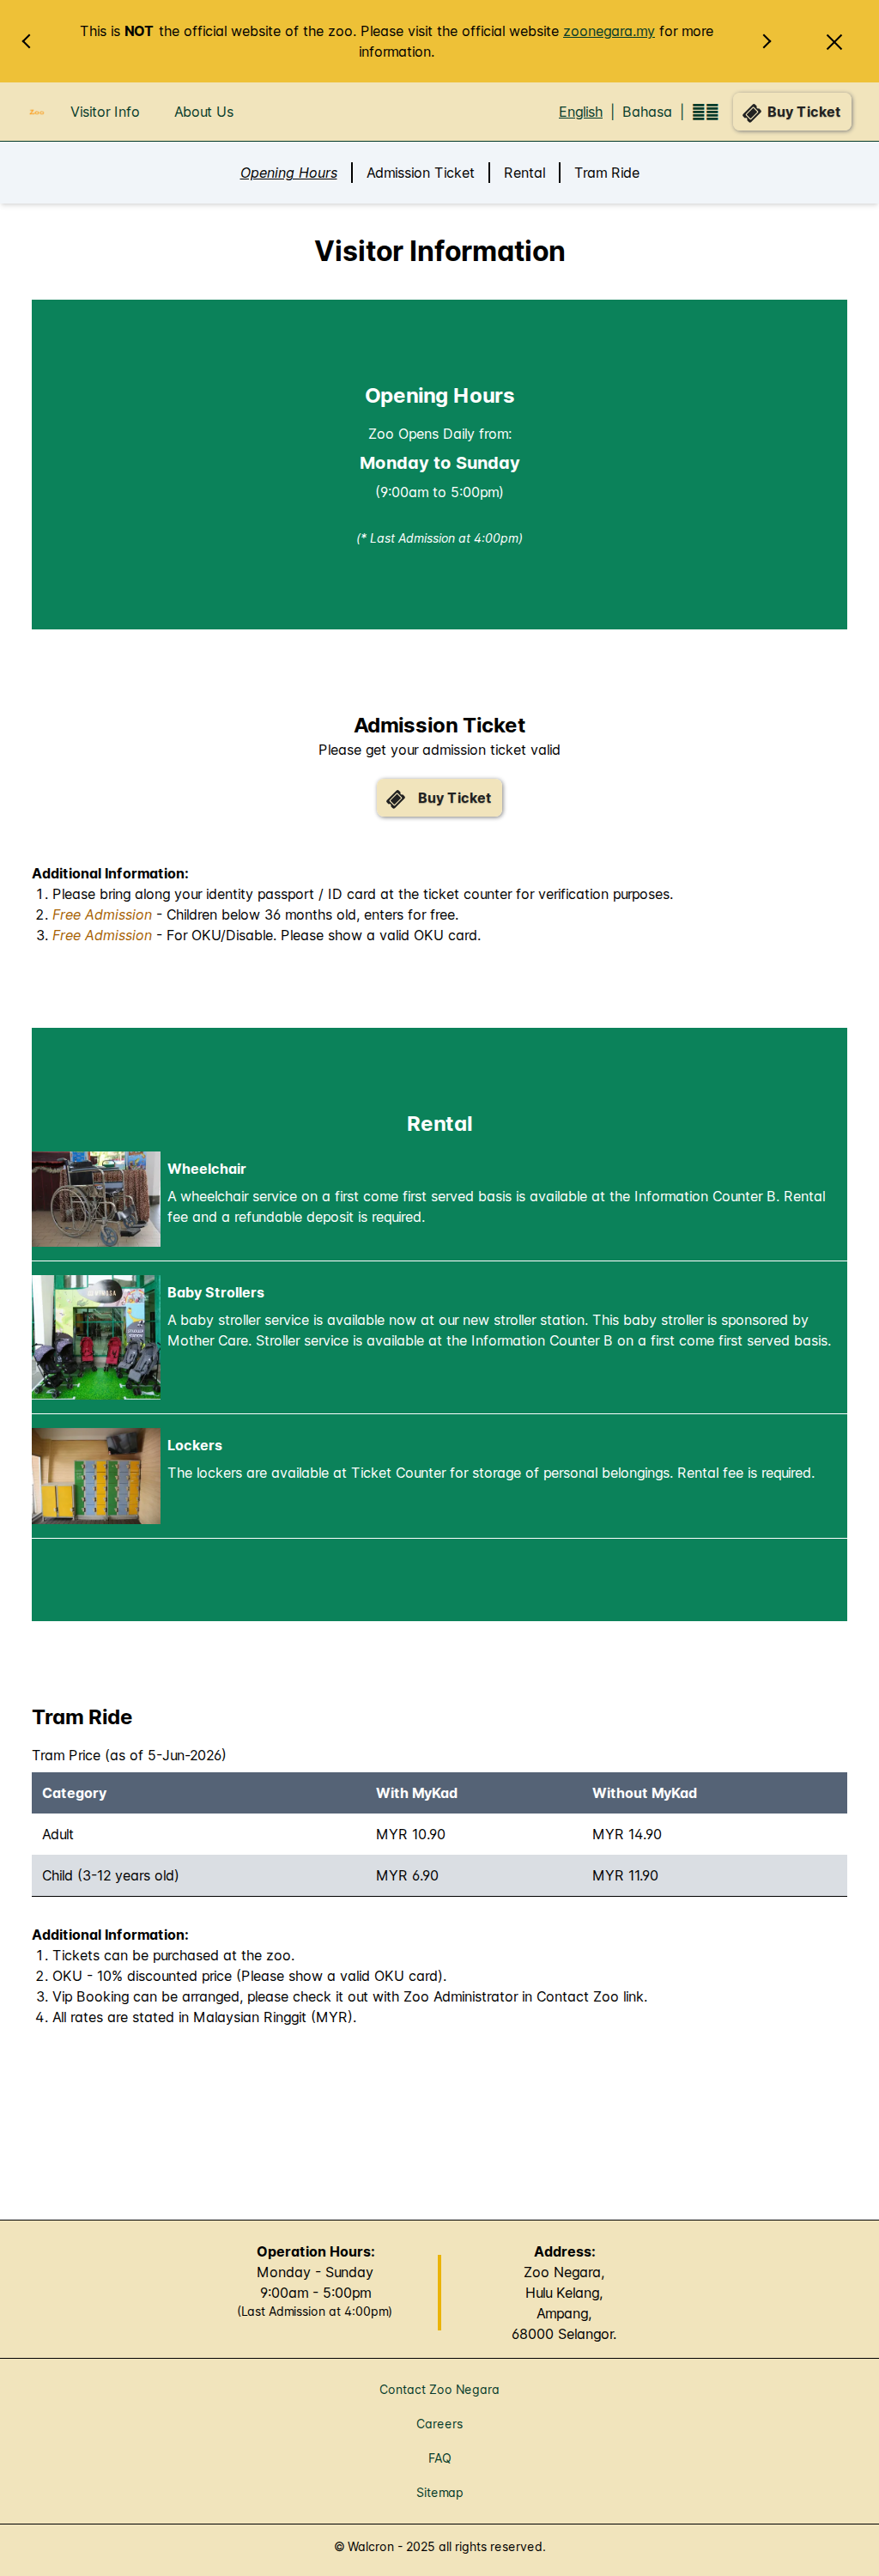 This is NOT the official website of the zoo. Please visit the official website zoonegara.my for more
information.
Zoo
Visitor Info
About Us
English | Bahasa |
Buy Ticket
Opening Hours
Admission Ticket
Rental
Tram Ride
Visitor Information
Opening Hours
Zoo Opens Daily from:
Monday to Sunday
(9:00am to 5:00pm)
(* Last Admission at 4:00pm)
Admission Ticket
Please get your admission ticket valid
Buy Ticket
Additional Information:
1. Please bring along your identity passport / ID card at the ticket counter for verification purposes.
2. Free Admission - Children below 36 months old, enters for free.
3. Free Admission - For OKU/Disable. Please show a valid OKU card.
Rental
Wheelchair
A wheelchair service on a first come first served basis is available at the Information Counter B. Rental
fee and a refundable deposit is required.
Baby Strollers
A baby stroller service is available now at our new stroller station. This baby stroller is sponsored by
Mother Care. Stroller service is available at the Information Counter B on a first come first served basis.
Lockers
The lockers are available at Ticket Counter for storage of personal belongings. Rental fee is required.
Tram Ride
Tram Price (as of 5-Jun-2026)
Category With MyKad Without MyKad
Adult MYR 10.90 MYR 14.90
Child (3-12 years old) MYR 6.90 MYR 11.90
Additional Information:
1. Tickets can be purchased at the zoo.
2. OKU - 10% discounted price (Please show a valid OKU card).
3. Vip Booking can be arranged, please check it out with Zoo Administrator in Contact Zoo link.
4. All rates are stated in Malaysian Ringgit (MYR).
Operation Hours:
Monday - Sunday
9:00am - 5:00pm
(Last Admission at 4:00pm)
Address:
Zoo Negara,
Hulu Kelang,
Ampang,
68000 Selangor.
Contact Zoo Negara
Careers
FAQ
Sitemap
© Walcron - 2025 all rights reserved.